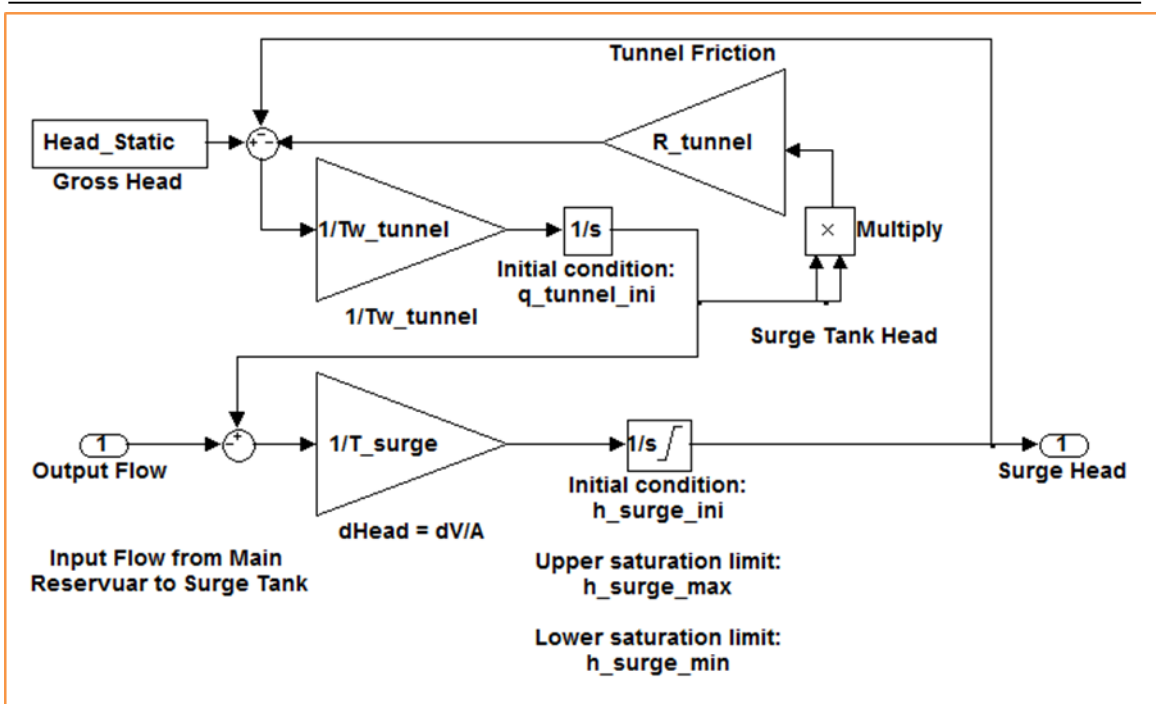 Tunnel Friction
Head_Static
Gross Head
R_tunnel
1/Tw_tunnel
1/s
×
Multiply
Initial condition:
q_tunnel_ini
1/Tw_tunnel
Surge Tank Head
1
Output Flow
1/T_surge
1/s
1
Surge Head
Initial condition:
h_surge_ini
dHead = dV/A
Input Flow from Main
Reservuar to Surge Tank
Upper saturation limit:
h_surge_max
Lower saturation limit:
h_surge_min